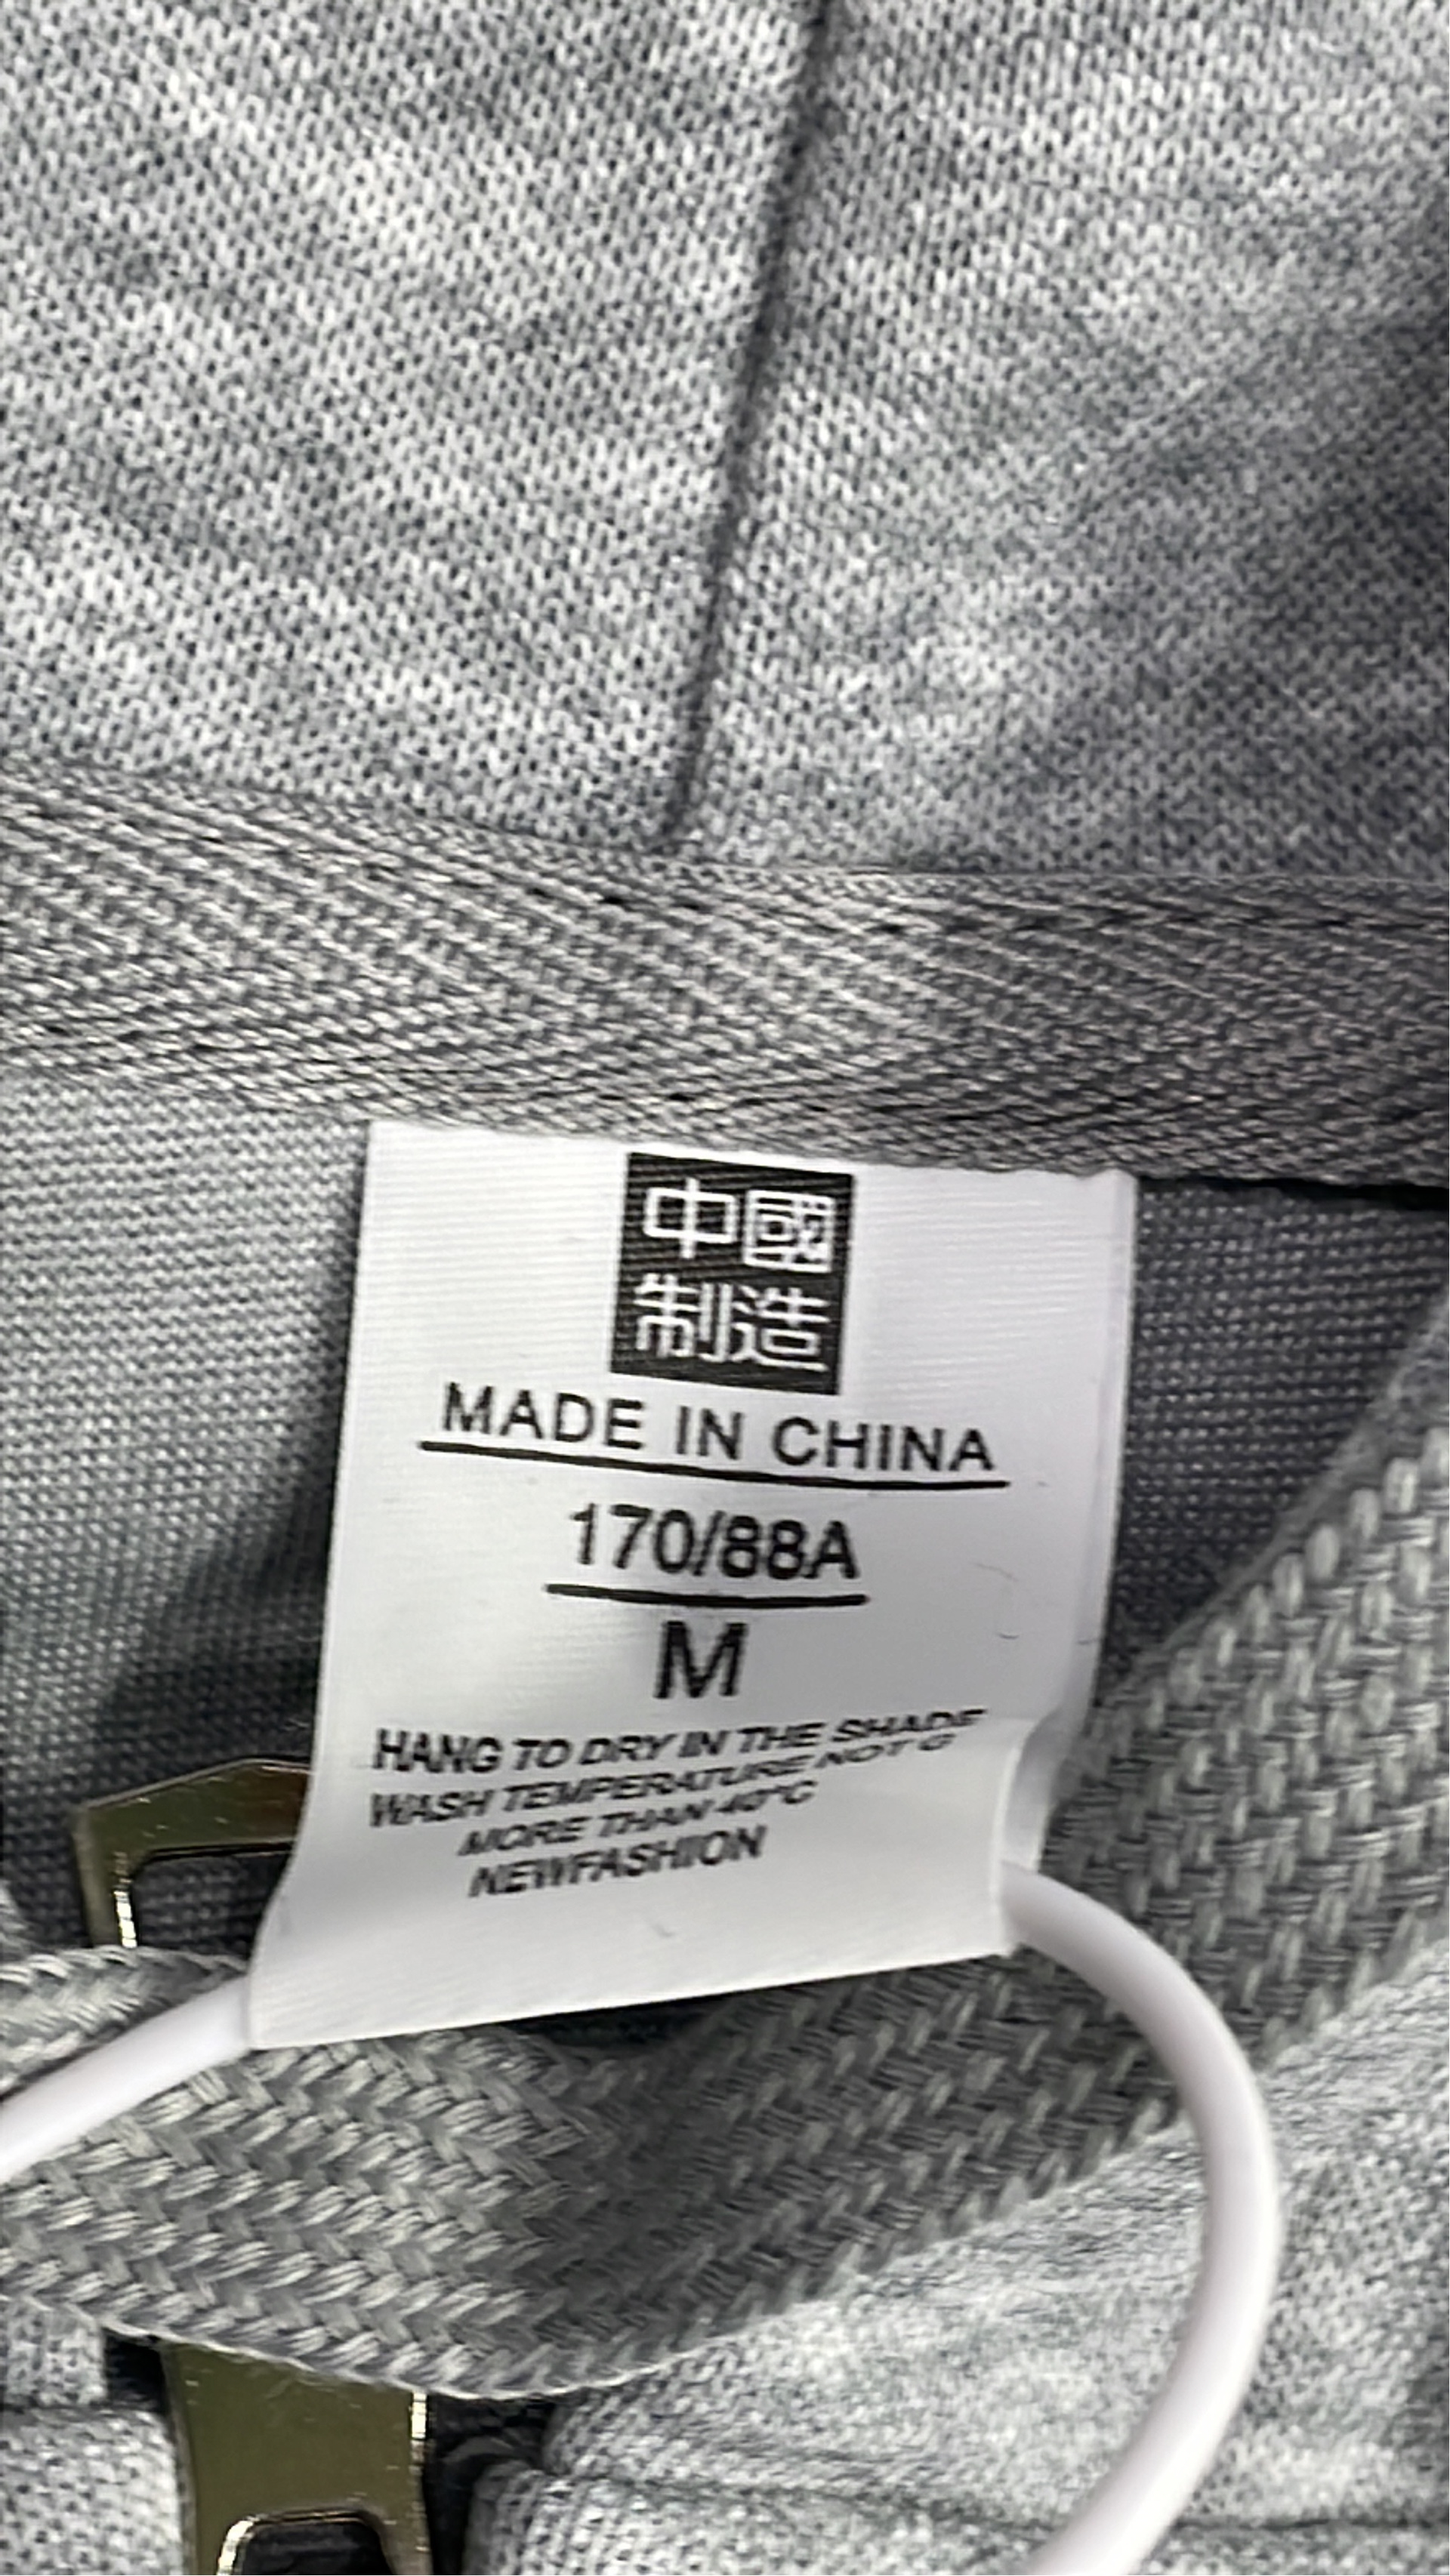 中國
制造
MADE IN CHINA
170/88A
M
HANG TO DRY IN THE SHADE
WASH TEMPERATURE NOT G
MORE THAN 40°C
NEWFASHION